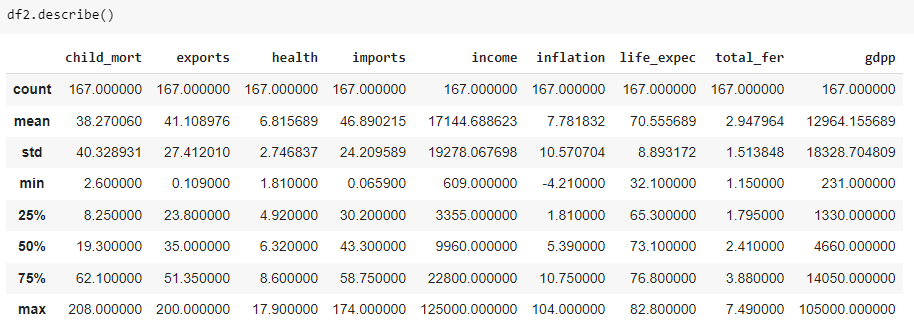 df2.describe()
child_mort exports health imports income inflation life_expec total_fer gdpp
count 167.000000 167.000000 167.000000 167.000000 167.000000 167.000000 167.000000 167.000000 167.000000
mean 38.270060 41.108976 6.815689 46.890215 17144.688623 7.781832 70.555689 2.947964 12964.155689
std 40.328931 27.412010 2.746837 24.209589 19278.067698 10.570704 8.893172 1.513848 18328.704809
min 2.600000 0.109000 1.810000 0.065900 609.000000 -4.210000 32.100000 1.150000 231.000000
25% 8.250000 23.800000 4.920000 30.200000 3355.000000 1.810000 65.300000 1.795000 1330.000000
50% 19.300000 35.000000 6.320000 43.300000 9960.000000 5.390000 73.100000 2.410000 4660.000000
75% 62.100000 51.350000 8.600000 58.750000 22800.000000 10.750000 76.800000 3.880000 14050.000000
max 208.000000 200.000000 17.900000 174.000000 125000.000000 104.000000 82.800000 7.490000 105000.000000